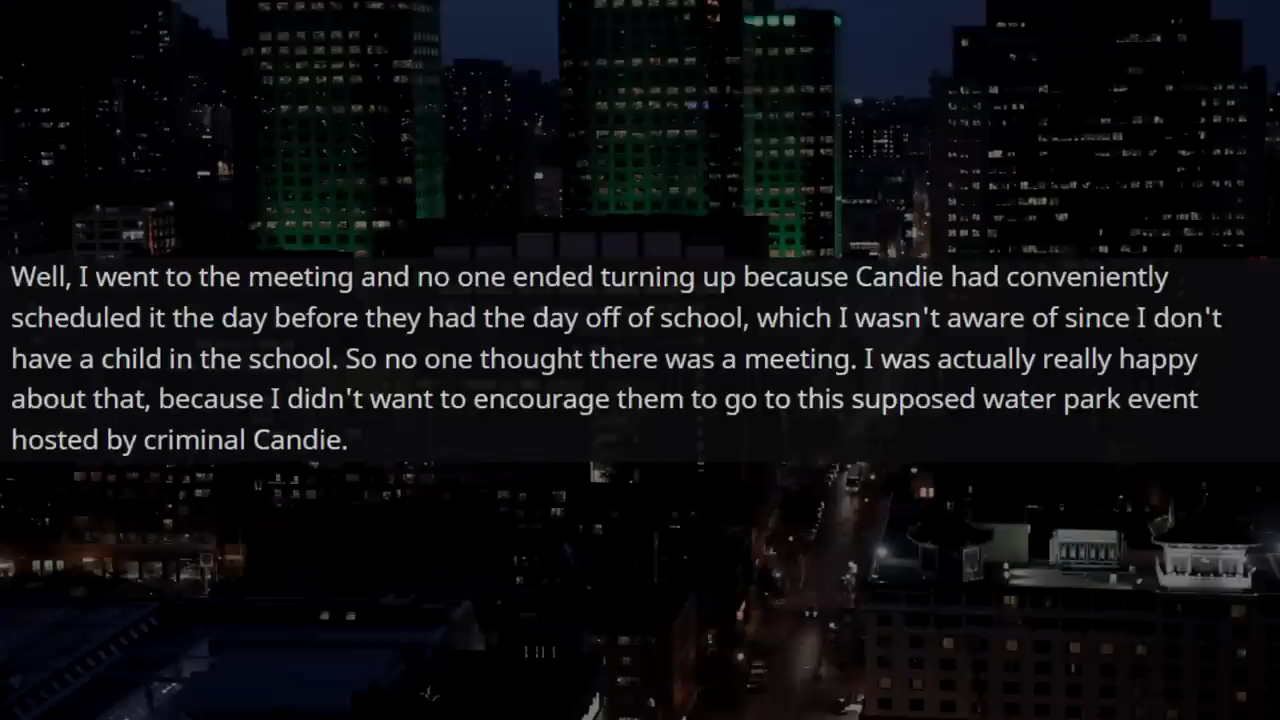 Well, I went to the meeting and no one ended turning up because Candie had conveniently
scheduled it the day before they had the day off of school, which I wasn't aware of since I don't
have a child in the school. So no one thought there was a meeting. I was actually really happy
about that, because I didn't want to encourage them to go to this supposed water park event
hosted by criminal Candie.